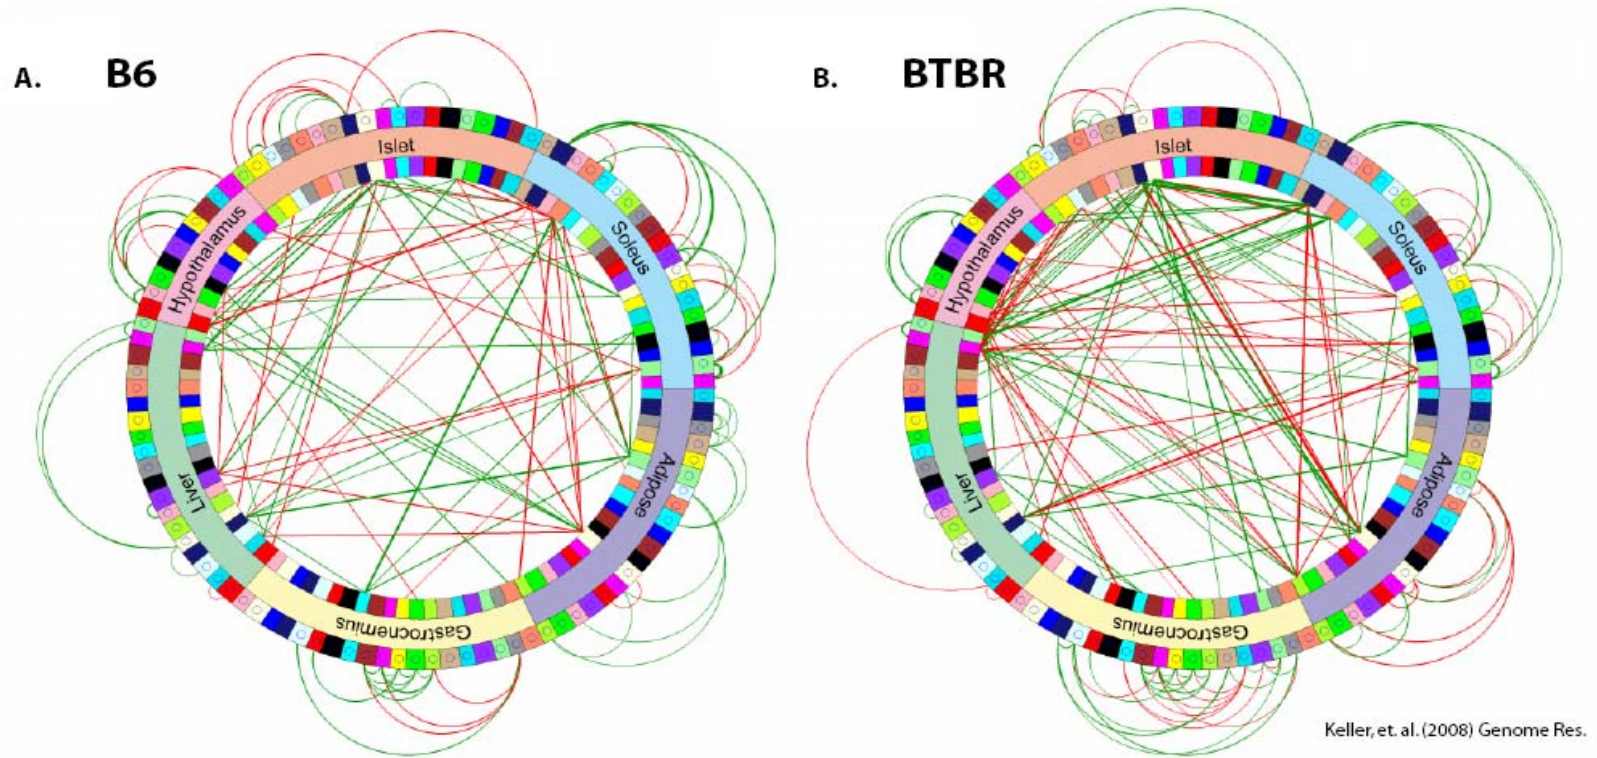 A. B6
Islet
Soleus
Adipose
Gastrocnemius
Liver
Hypothalamus
B. BTBR
Islet
Soleus
Adipose
Gastrocnemius
Liver
Hypothalamus
Keller, et. al. (2008) Genome Res.